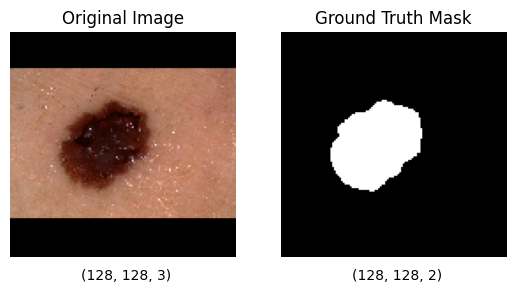 Original Image
Ground Truth Mask
(128, 128, 3)
(128, 128, 2)